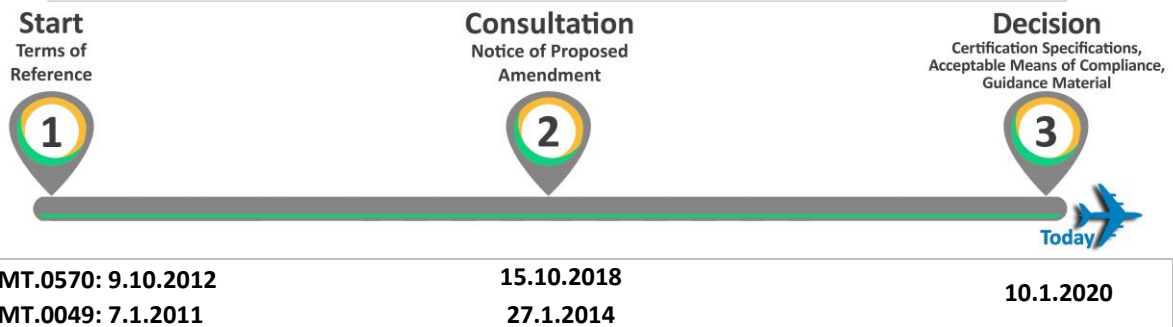 Start
Terms of
Reference
Consultation
Notice of Proposed
Amendment
Decision
Certification Specifications,
Acceptable Means of Compliance,
Guidance Material
1
2
3
Today
MT.0570: 9.10.2012
15.10.2018
10.1.2020
MT.0049: 7.1.2011
27.1.2014